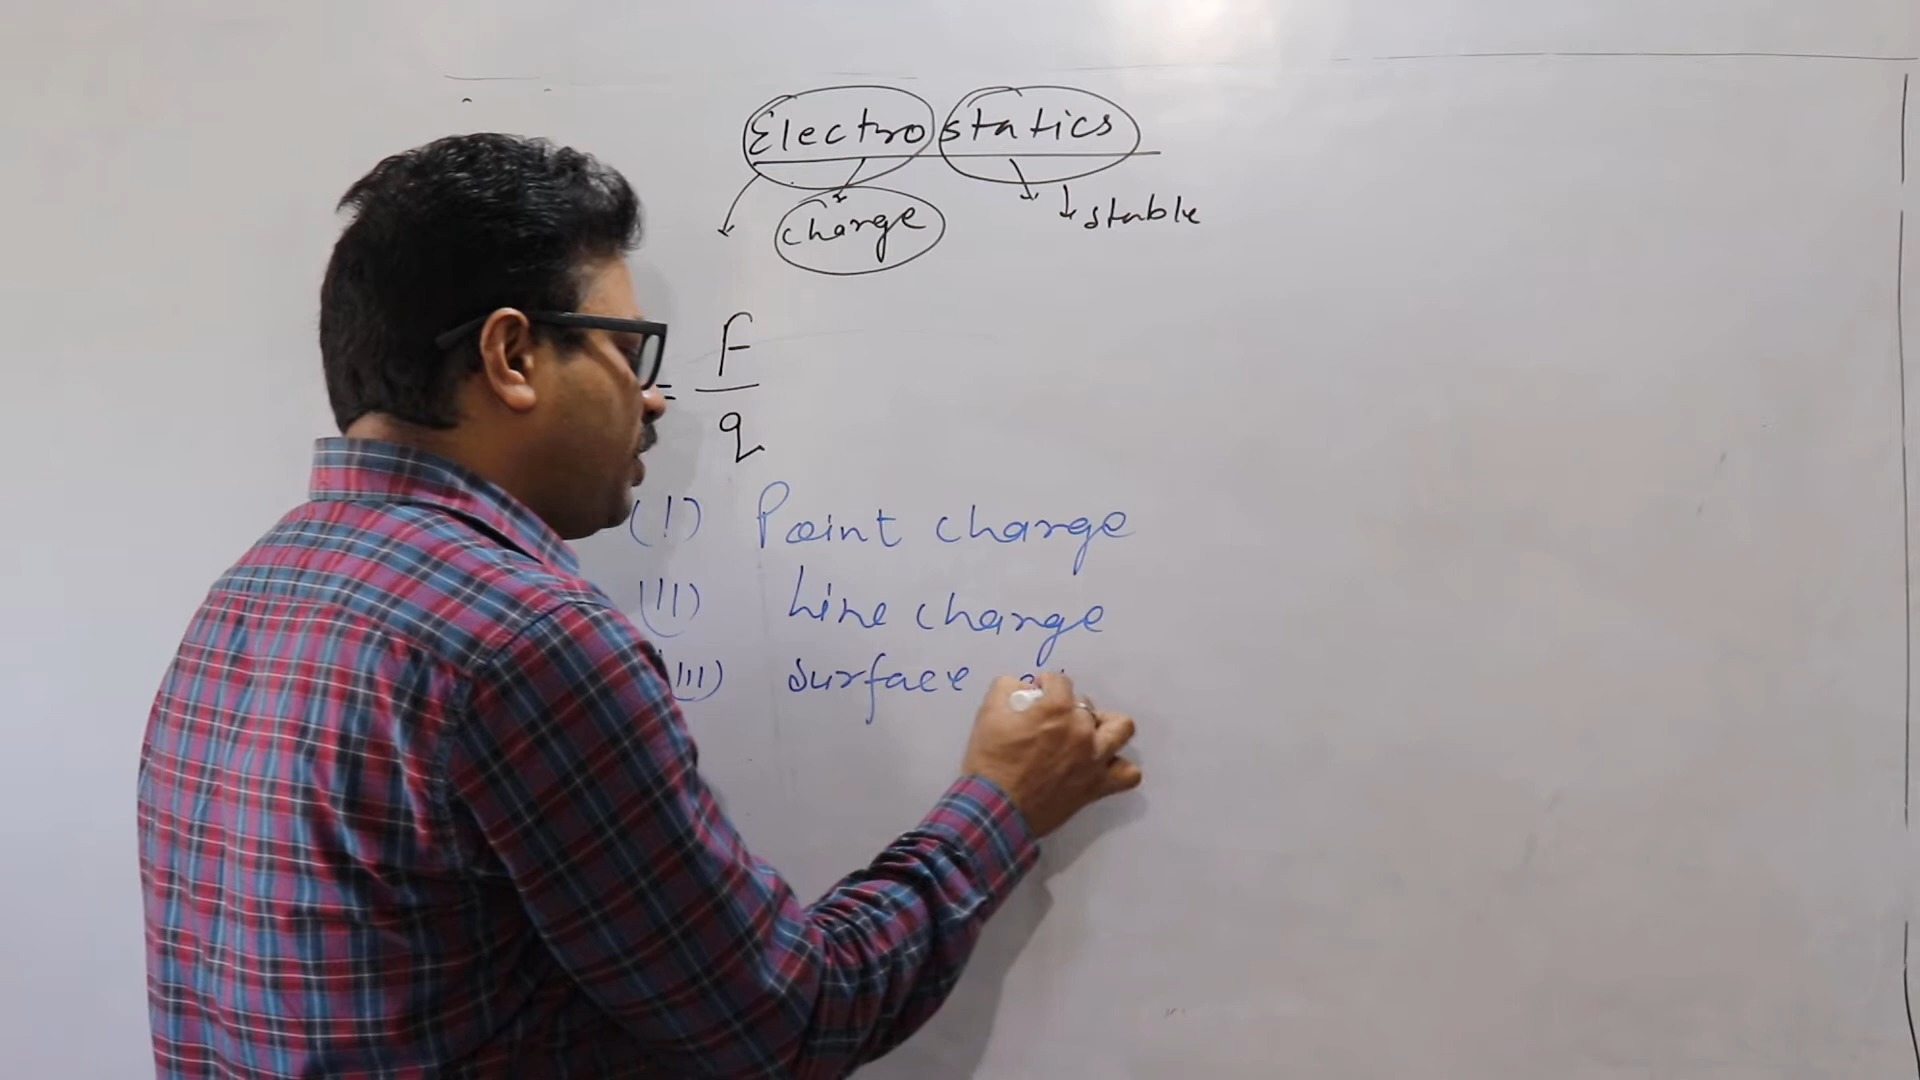 Electrostatics
charge
stable
= F
q
(I) Point charge
(II) Line charge
(III) Surface